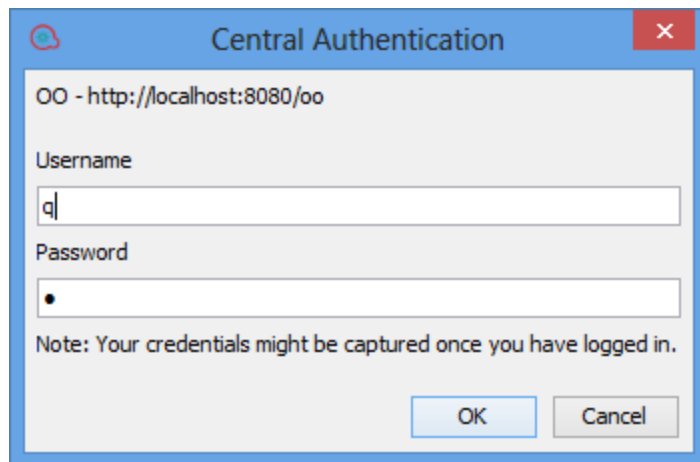 Central Authentication
OO - http://localhost:8080/oo
Username
q
Password
●
Note: Your credentials might be captured once you have logged in.
OK Cancel